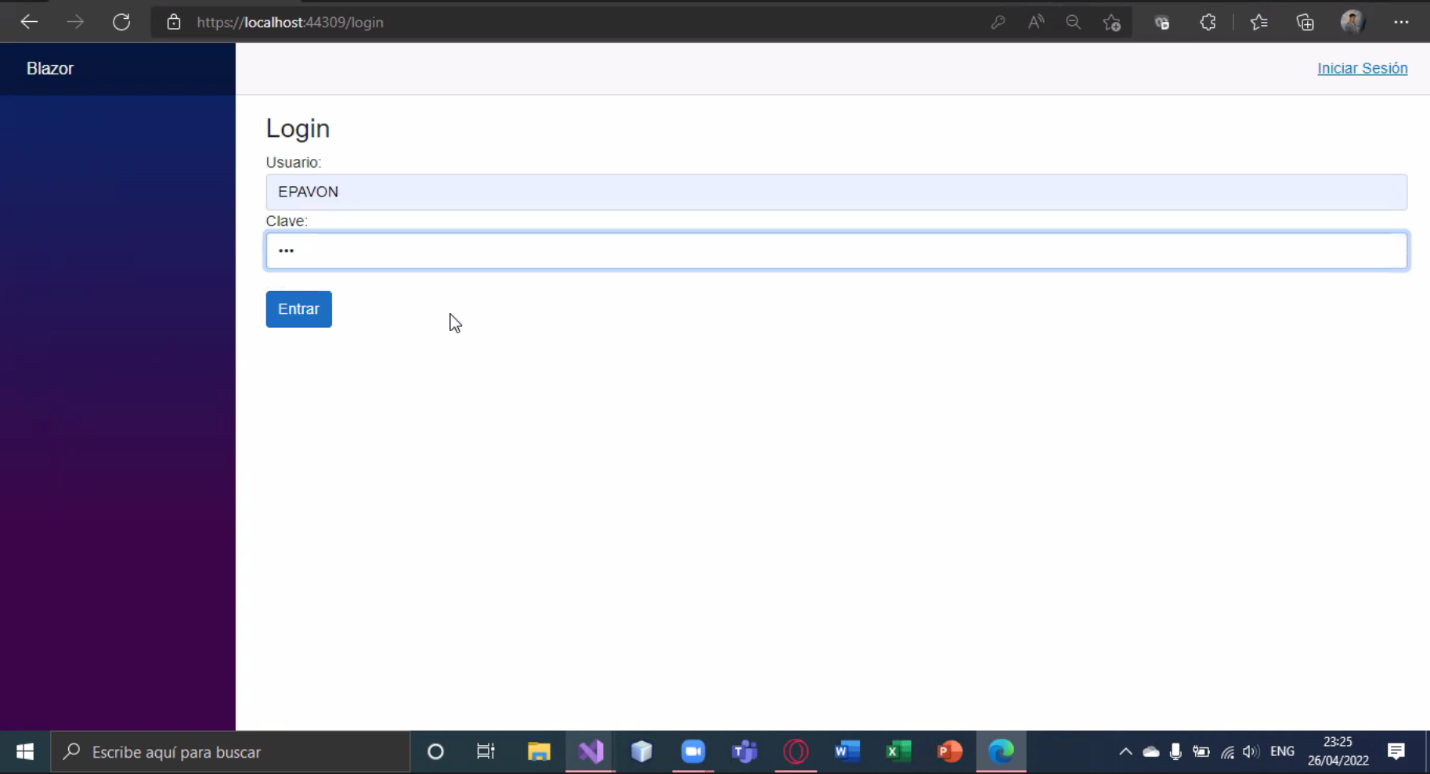 https://localhost:44309/login
Blazor
Iniciar Sesión
Login
Usuario:
EPAVON
Clave:
•••
Entrar
Escribe aquí para buscar
ENG
23:25
26/04/2022